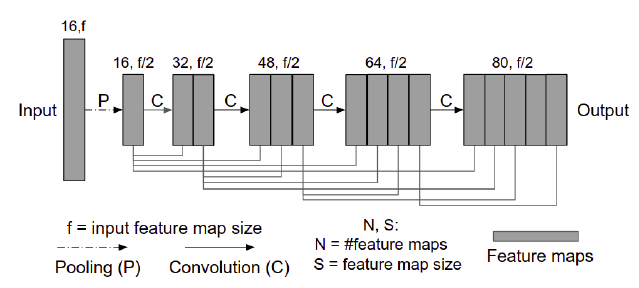 16,f
16, f/2
32, f/2
48, f/2
64, f/2
80, f/2
Input
P
C
C
C
C
Output
f = input feature map size
Pooling (P)
Convolution (C)
N, S:
N = #feature maps
S = feature map size
Feature maps